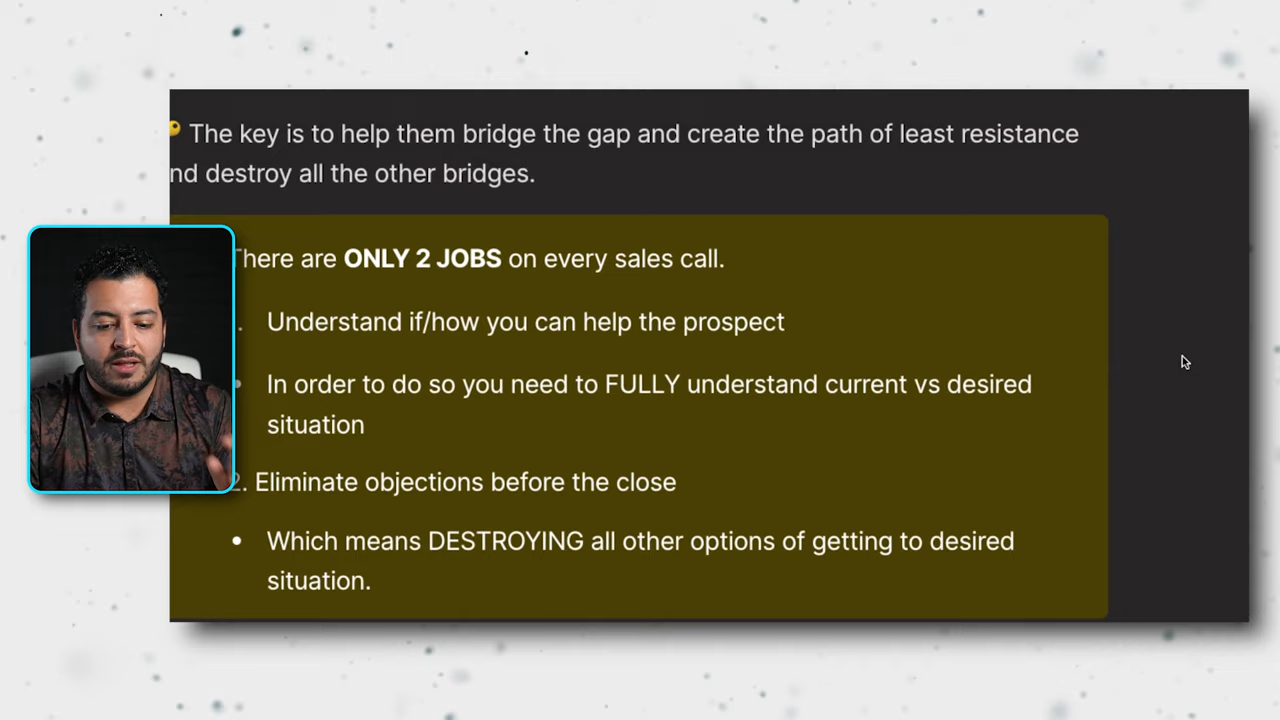 The key is to help them bridge the gap and create the path of least resistance
nd destroy all the other bridges.
There are ONLY 2 JOBS on every sales call.
. Understand if/how you can help the prospect
• In order to do so you need to FULLY understand current vs desired
situation
2. Eliminate objections before the close
• Which means DESTROYING all other options of getting to desired
situation.